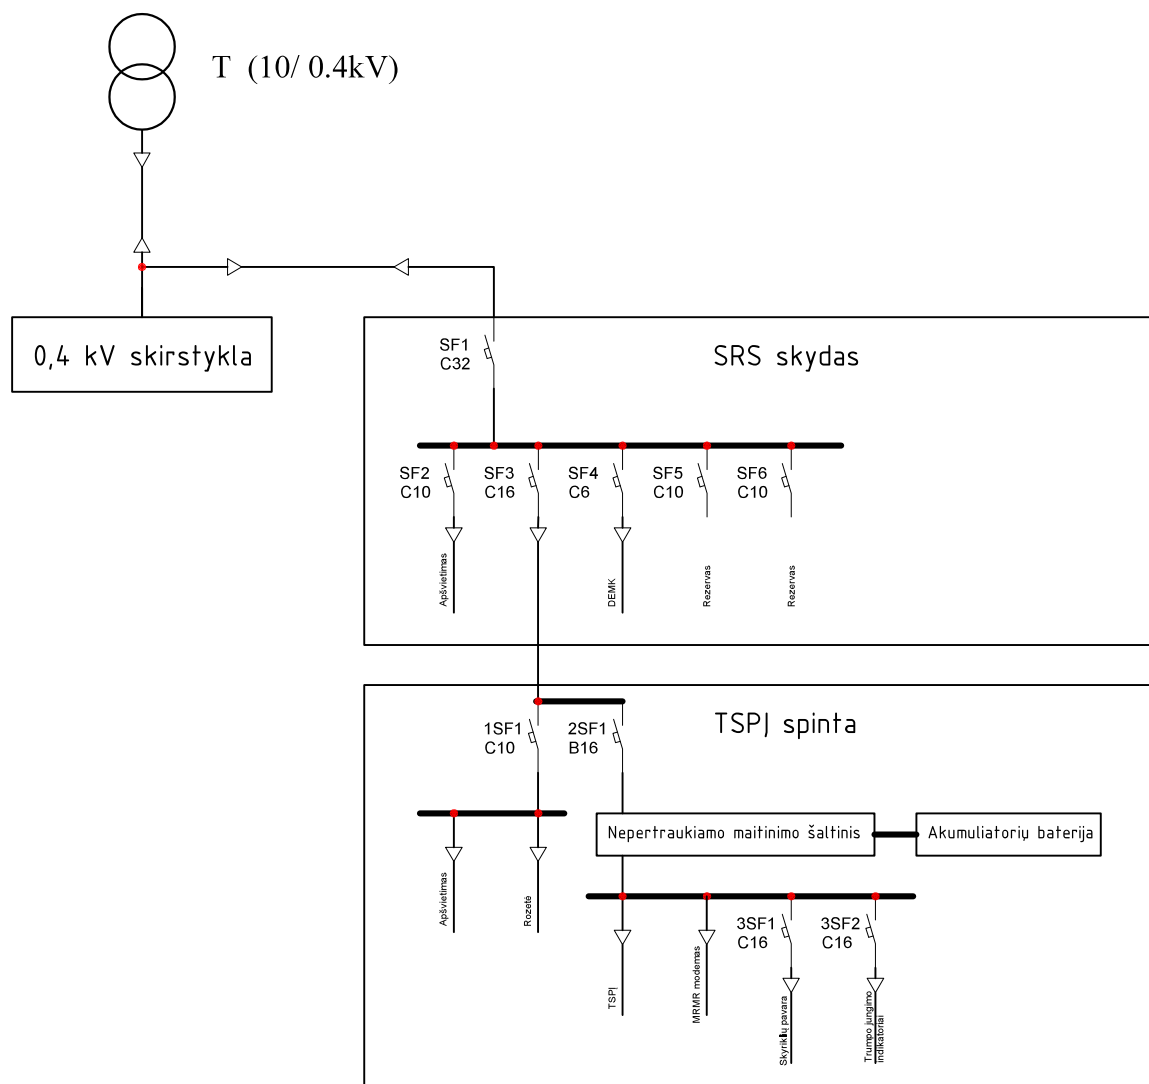 T (10/ 0.4kV)
0,4 kV skirstykla
SRS skydas
SF1
C32
SF2
C10
SF3
C16
SF4
C6
SF5
C10
SF6
C10
Apšvietimas
DEMK
Rezervas
Rezervas
TSPĮ spinta
1SF1
C10
2SF1
B16
Nepertraukiamo maitinimo šaltinis
Akumuliatorių baterija
Apšvietimas
Rozetė
3SF1
C16
3SF2
C16
TSPĮ
MRMR modemas
Skyriklių pavara
Trumpo jungimo
indikatoriai